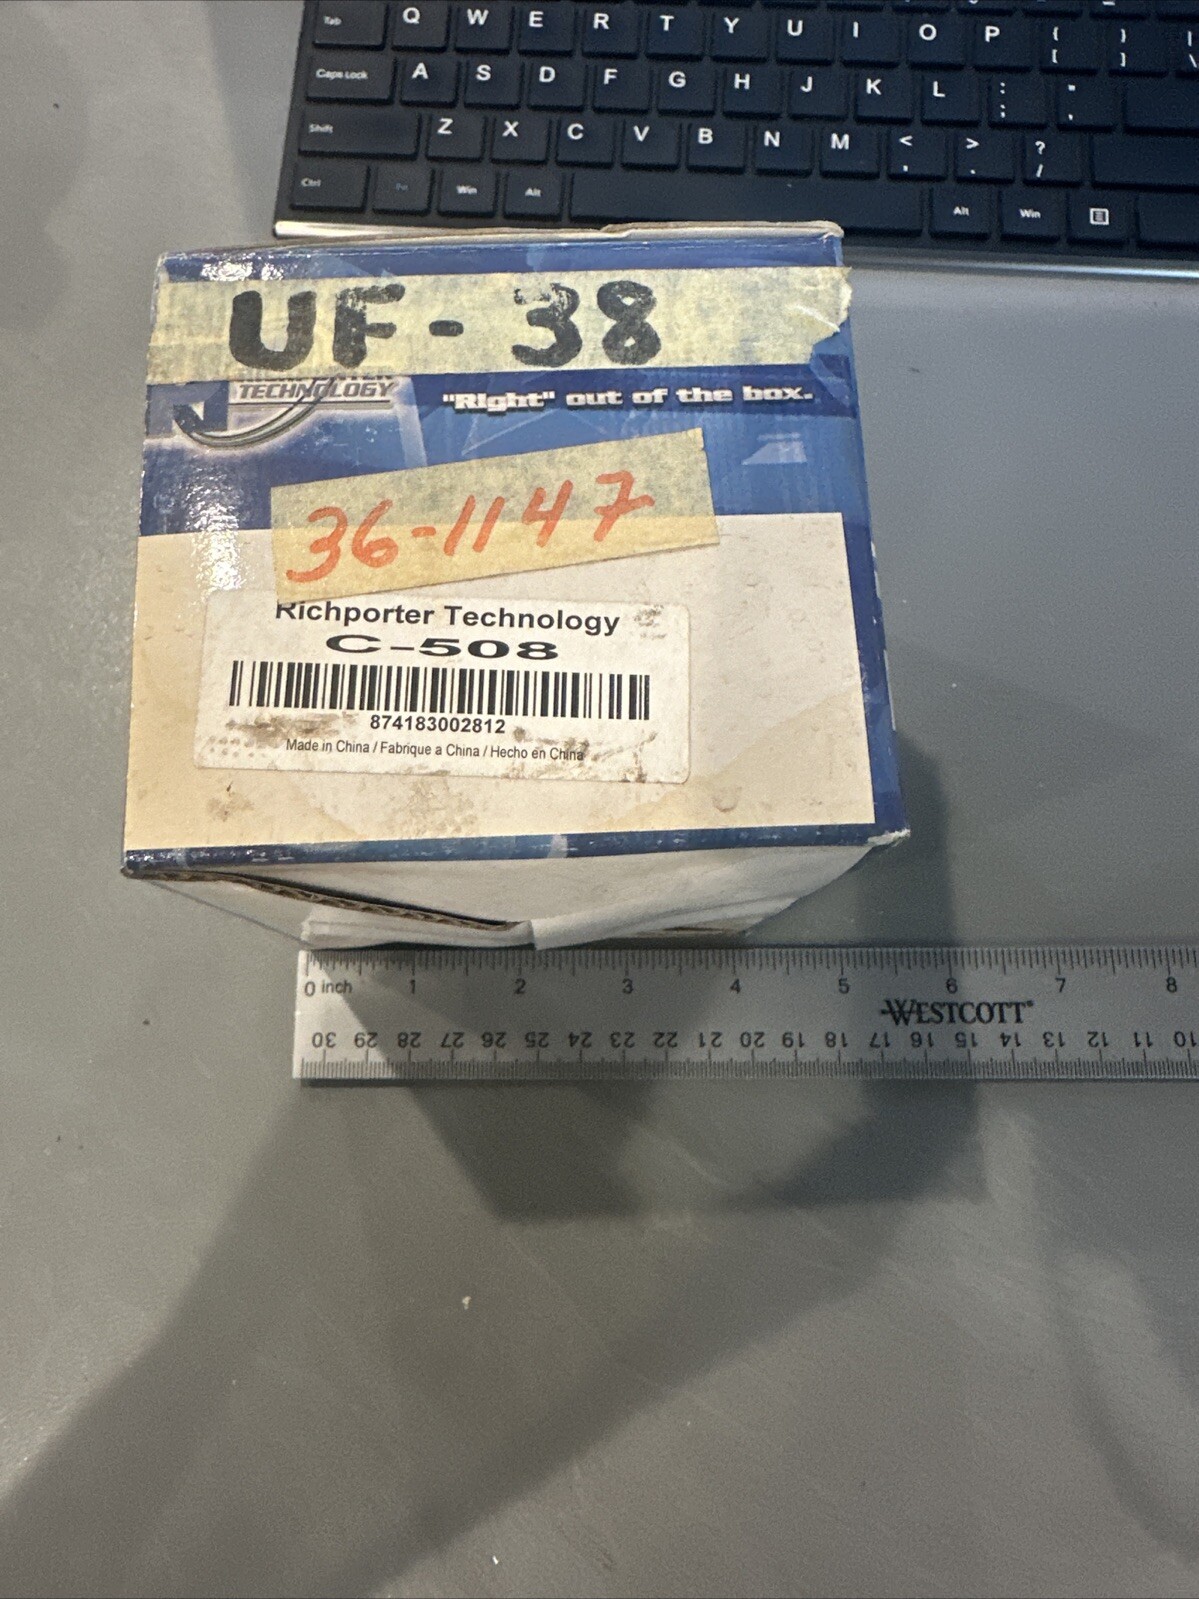 Tab Q W E R T Y U I O P { [ } ] | \
Caps Lock A S D F G H J K L : ; " '
Shift Z X C V B N M < , > . ? /
Ctrl Fn Win Alt Alt Win
UF-38
TECHNOLOGY
"Right" out of the box.
36-1147
Richporter Technology
C-508
874183002812
Made in China / Fabrique a China / Hecho en China
0 inch 1 2 3 4 5 6 7 8
WESTCOTT®
30 29 28 27 26 25 24 23 22 21 20 19 18 17 16 15 14 13 12 11 10